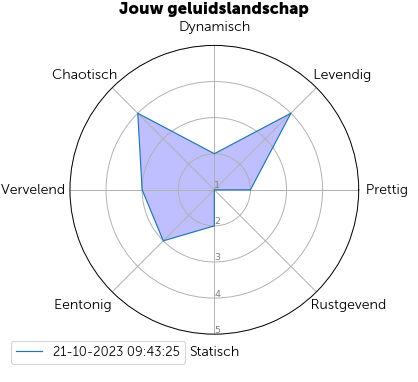 Jouw geluidslandschap
Dynamisch
Chaotisch
Levendig
Vervelend
1
Prettig
2
3
Eentonig
4
Rustgevend
5
21-10-2023 09:43:25
Statisch